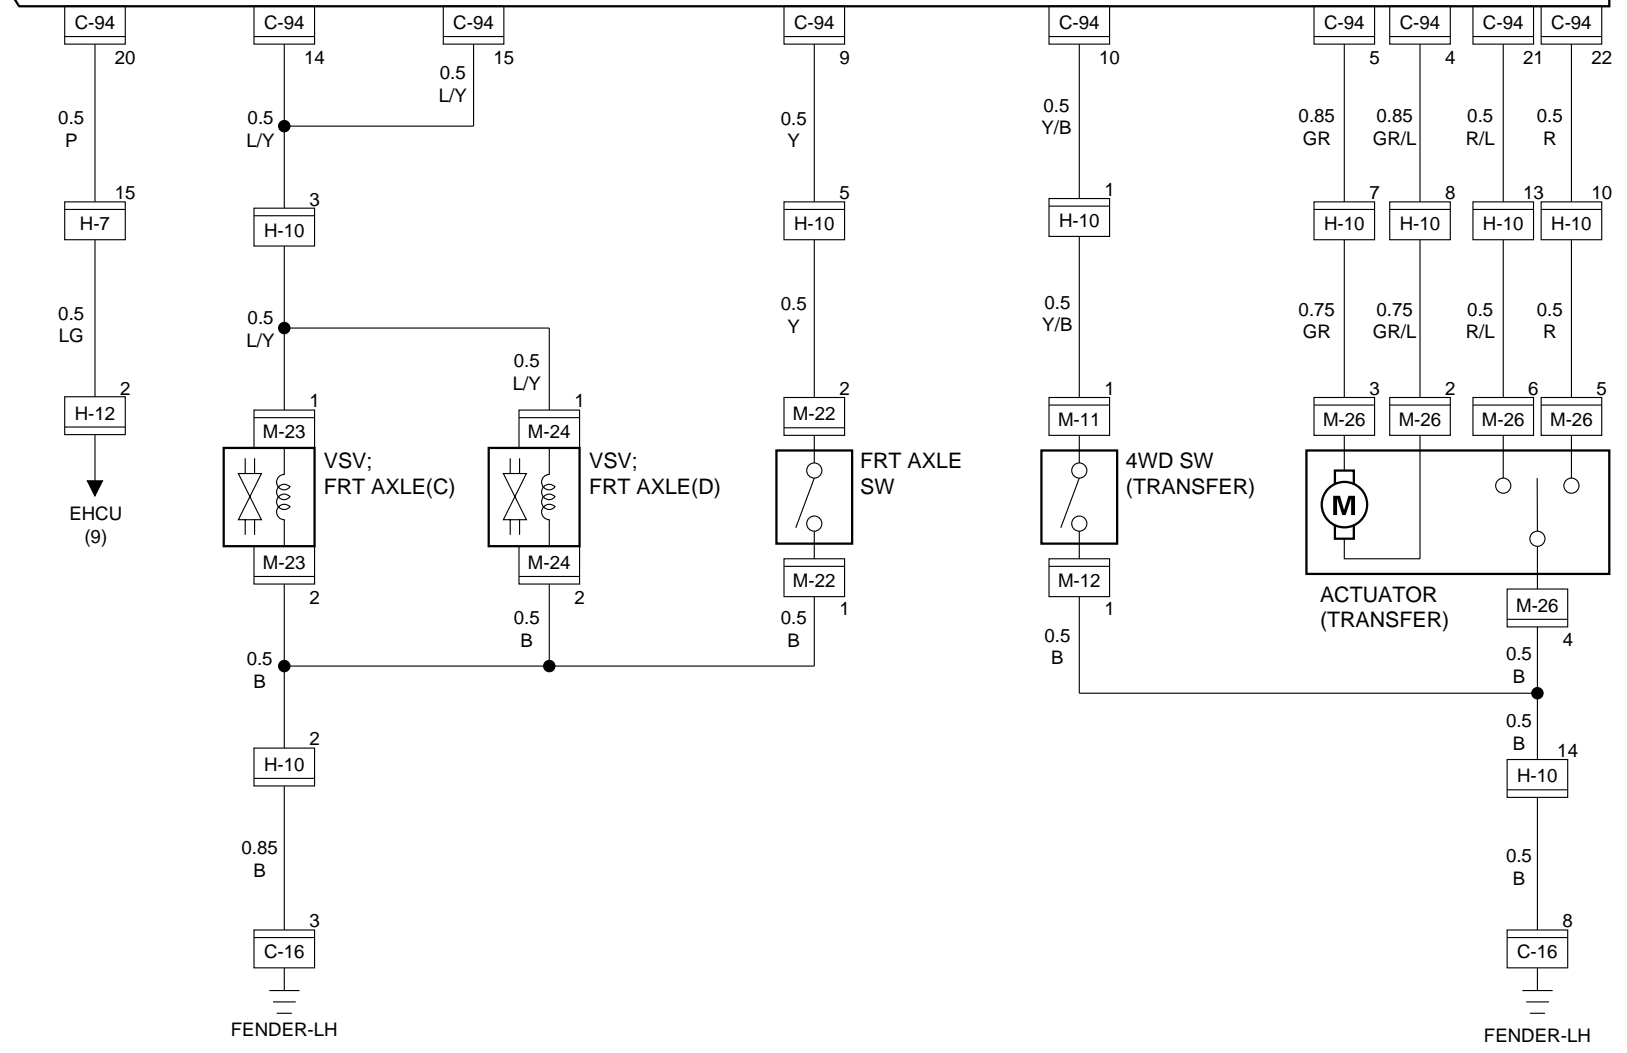 C-94 C-94 C-94 C-94 C-94 C-94 C-94 C-94 C-94
20 14 15 9 10 5 4 21 22
0.5
L/Y
0.5 0.5 0.5 0.5 0.85 0.85 0.5 0.5
P L/Y Y Y/B GR GR/L R/L R
15 3 5 1 7 8 13 10
H-7 H-10 H-10 H-10 H-10 H-10 H-10 H-10
0.5 0.5 0.5 0.5 0.75 0.75 0.5 0.5
LG L/Y Y Y/B GR GR/L R/L R
0.5
L/Y
2 1 1 2 1 3 2 6 5
H-12 M-23 M-24 M-22 M-11 M-26 M-26 M-26 M-26
VSV; VSV; FRT AXLE 4WD SW
FRT AXLE(C) FRT AXLE(D) SW (TRANSFER)
M
EHCU
(9)
M-23 M-24 M-22 M-12
2 2 1 1
ACTUATOR
(TRANSFER)
M-26
4
0.5 0.5 0.5
B B B
0.5 0.5
B B
0.5
B
2 14
H-10 H-10
0.85 0.5
B B
3 8
C-16 C-16
FENDER-LH FENDER-LH